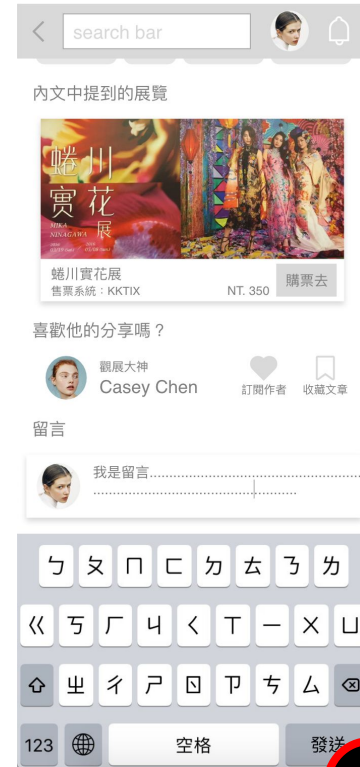 search bar
內文中提到的展覽
蜷川
實花
展
MIKA
NINAGAWA
蜷川實花展
售票系統：KKTIX
NT. 350
購票去
喜歡他的分享嗎？
觀展大神
Casey Chen
訂閱作者
收藏文章
留言
我是留言
ㄅ ㄆ ㄇ ㄈ ㄉ ㄊ ㄋ ㄌ
ㄍ ㄎ ㄏ ㄐ ㄑ ㄒ ㄧ ㄨ ㄩ
ㄓ ㄔ ㄕ ㄖ ㄗ ㄘ ㄙ
123
空格
發送